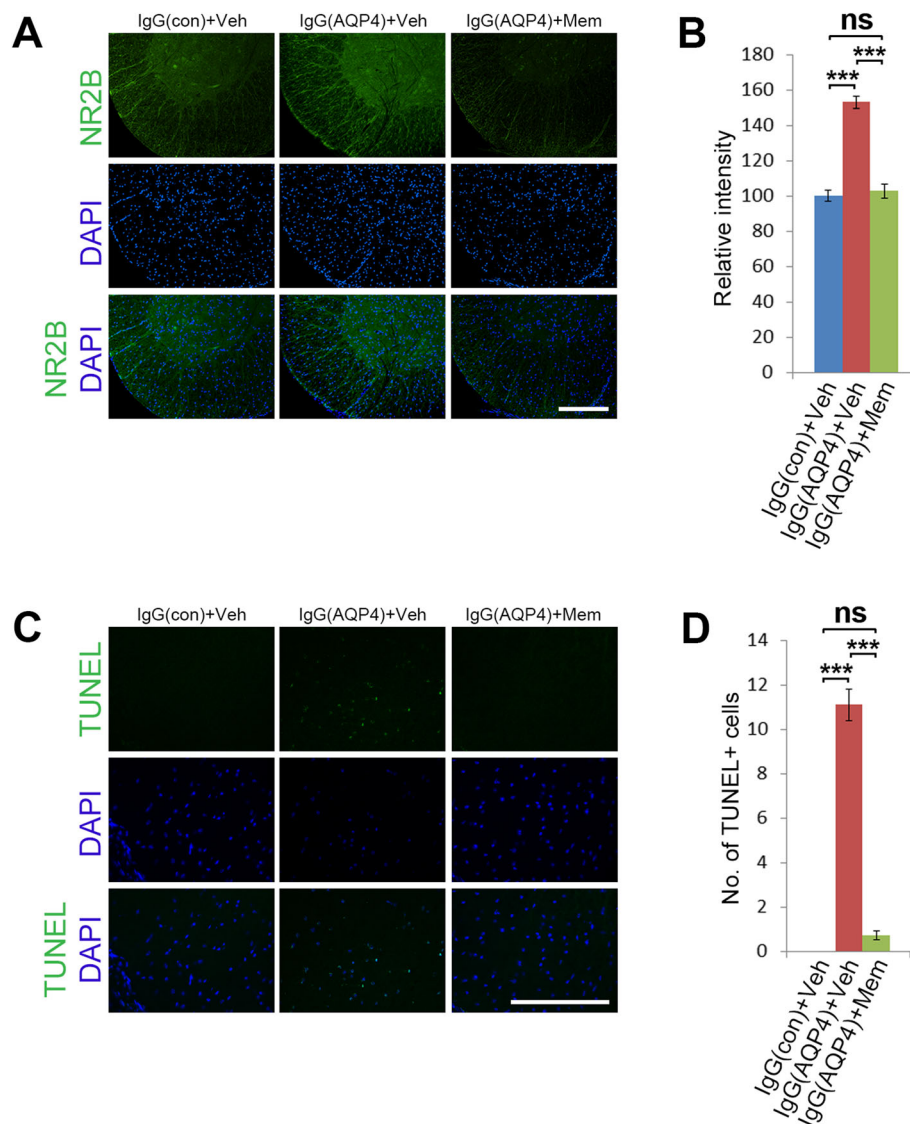 A
IgG(con)+Veh
IgG(AQP4)+Veh
IgG(AQP4)+Mem
NR2B
DAPI
NR2B
DAPI
B
ns
***
***
Relative intensity
180
160
140
120
100
80
60
40
20
0
IgG(con)+Veh
IgG(AQP4)+Veh
IgG(AQP4)+Mem
C
IgG(con)+Veh
IgG(AQP4)+Veh
IgG(AQP4)+Mem
TUNEL
DAPI
TUNEL
DAPI
D
ns
***
***
No. of TUNEL+ cells
14
12
10
8
6
4
2
0
IgG(con)+Veh
IgG(AQP4)+Veh
IgG(AQP4)+Mem